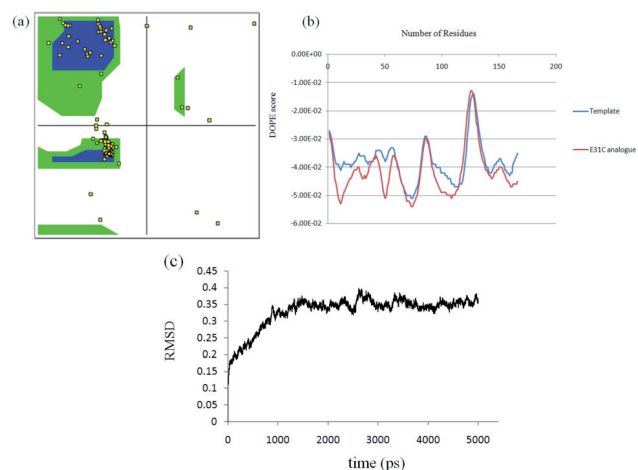 (a)
(b)
Number of Residues
0.00E+00
0
50
100
150
200
-1.00E-02
-2.00E-02
-3.00E-02
-4.00E-02
-5.00E-02
-6.00E-02
DOPE score
Template
E31C analogue
(c)
0.45
0.4
0.35
0.3
0.25
0.2
0.15
0.1
0.05
0
RMSD
0
1000
2000
3000
4000
5000
time (ps)